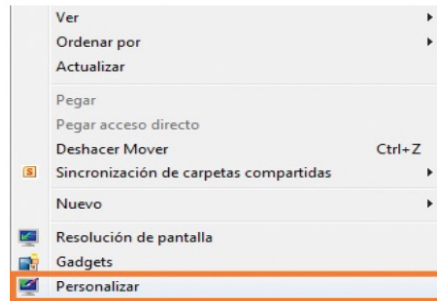 Ver
Ordenar por
Actualizar
Pegar
Pegar acceso directo
Deshacer Mover Ctrl+Z
S Sincronización de carpetas compartidas
Nuevo
Resolución de pantalla
Gadgets
Personalizar